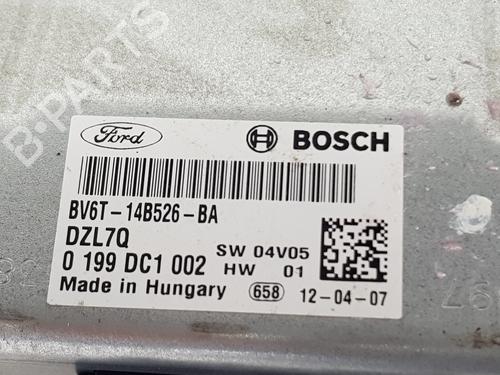 B-PARTS
Ford
BOSCH
BV6T-14B526-BA
DZL7Q
SW 04V05
0 199 DC1 002
HW 01
Made in Hungary
658
12-04-07
97